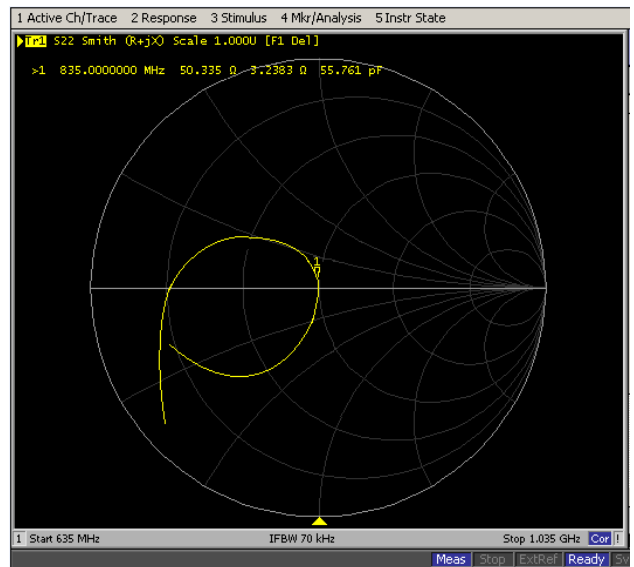 1 Active Ch/Trace 2 Response 3 Stimulus 4 Mkr/Analysis 5 Instr State
Tr1 S22 Smith (R+jX) Scale 1.000U [F1 Del]
>1 835.0000000 MHz 50.335 Ω 3.2383 Ω 55.761 pF
1
1 Start 635 MHz IFBW 70 kHz Stop 1.035 GHz Cor !
Meas Stop ExtRef Ready